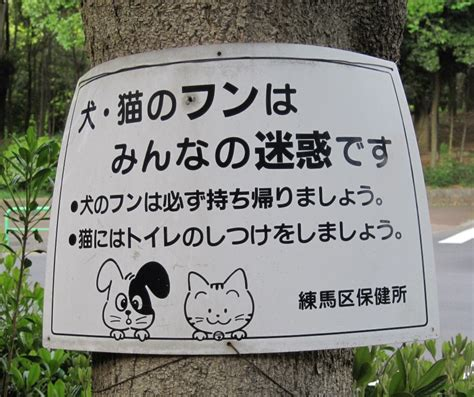 犬・猫のフンは
みんなの迷惑です
●犬のフンは必ず持ち帰りましょう。
●猫にはトイレのしつけをしましょう。
練馬区保健所